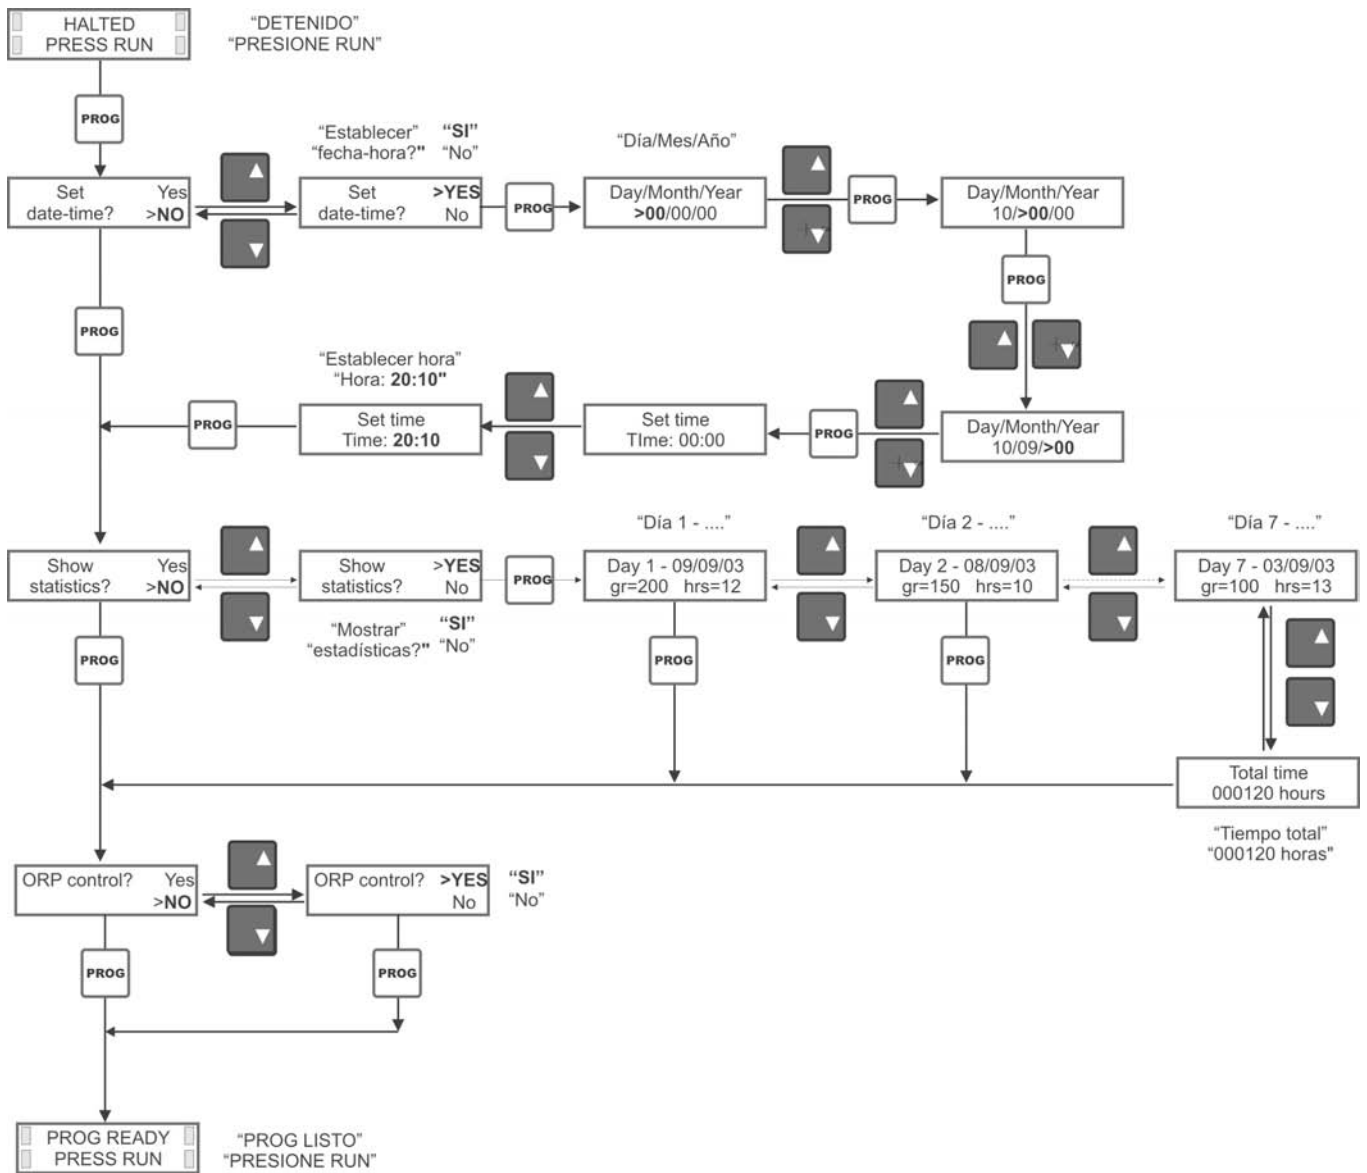 HALTED
PRESS RUN
“DETENIDO”
“PRESIONE RUN”
PROG
“Establecer” “SI”
“fecha-hora?" “No”
“Día/Mes/Año”
Set Yes
date-time? >NO
Set >YES
date-time? No
PROG
Day/Month/Year
>00/00/00
PROG
Day/Month/Year
10/>00/00
PROG
PROG
“Establecer hora”
“Hora: 20:10"
PROG
Set time
Time: 20:10
Set time
TIme: 00:00
PROG
Day/Month/Year
10/09/>00
“Día 1 - ....”
“Día 2 - ....”
“Día 7 - ....”
Show Yes
statistics? >NO
Show >YES
statistics? No
PROG
Day 1 - 09/09/03
gr=200 hrs=12
Day 2 - 08/09/03
gr=150 hrs=10
Day 7 - 03/09/03
gr=100 hrs=13
“Mostrar” “SI”
“estadísticas?" “No”
PROG
PROG
PROG
Total time
000120 hours
“Tiempo total”
“000120 horas"
ORP control? Yes
>NO
ORP control? >YES
No
“SI”
“No”
PROG
PROG
PROG READY
PRESS RUN
“PROG LISTO”
“PRESIONE RUN”